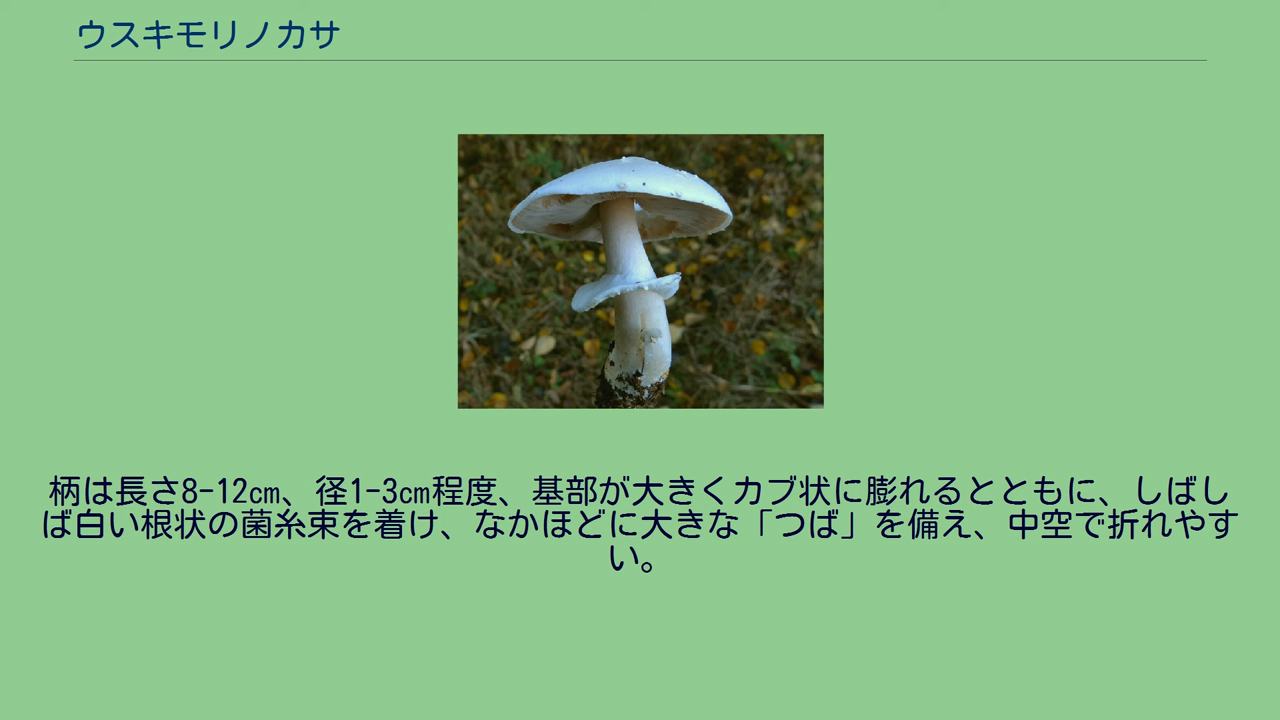 ウスキモリノカサ
柄は長さ8-12cm、径1-3cm程度、基部が大きくカブ状に膨れるとともに、しばし
ば白い根状の菌糸束を着け、なかほどに大きな「つば」を備え、中空で折れやす
い。